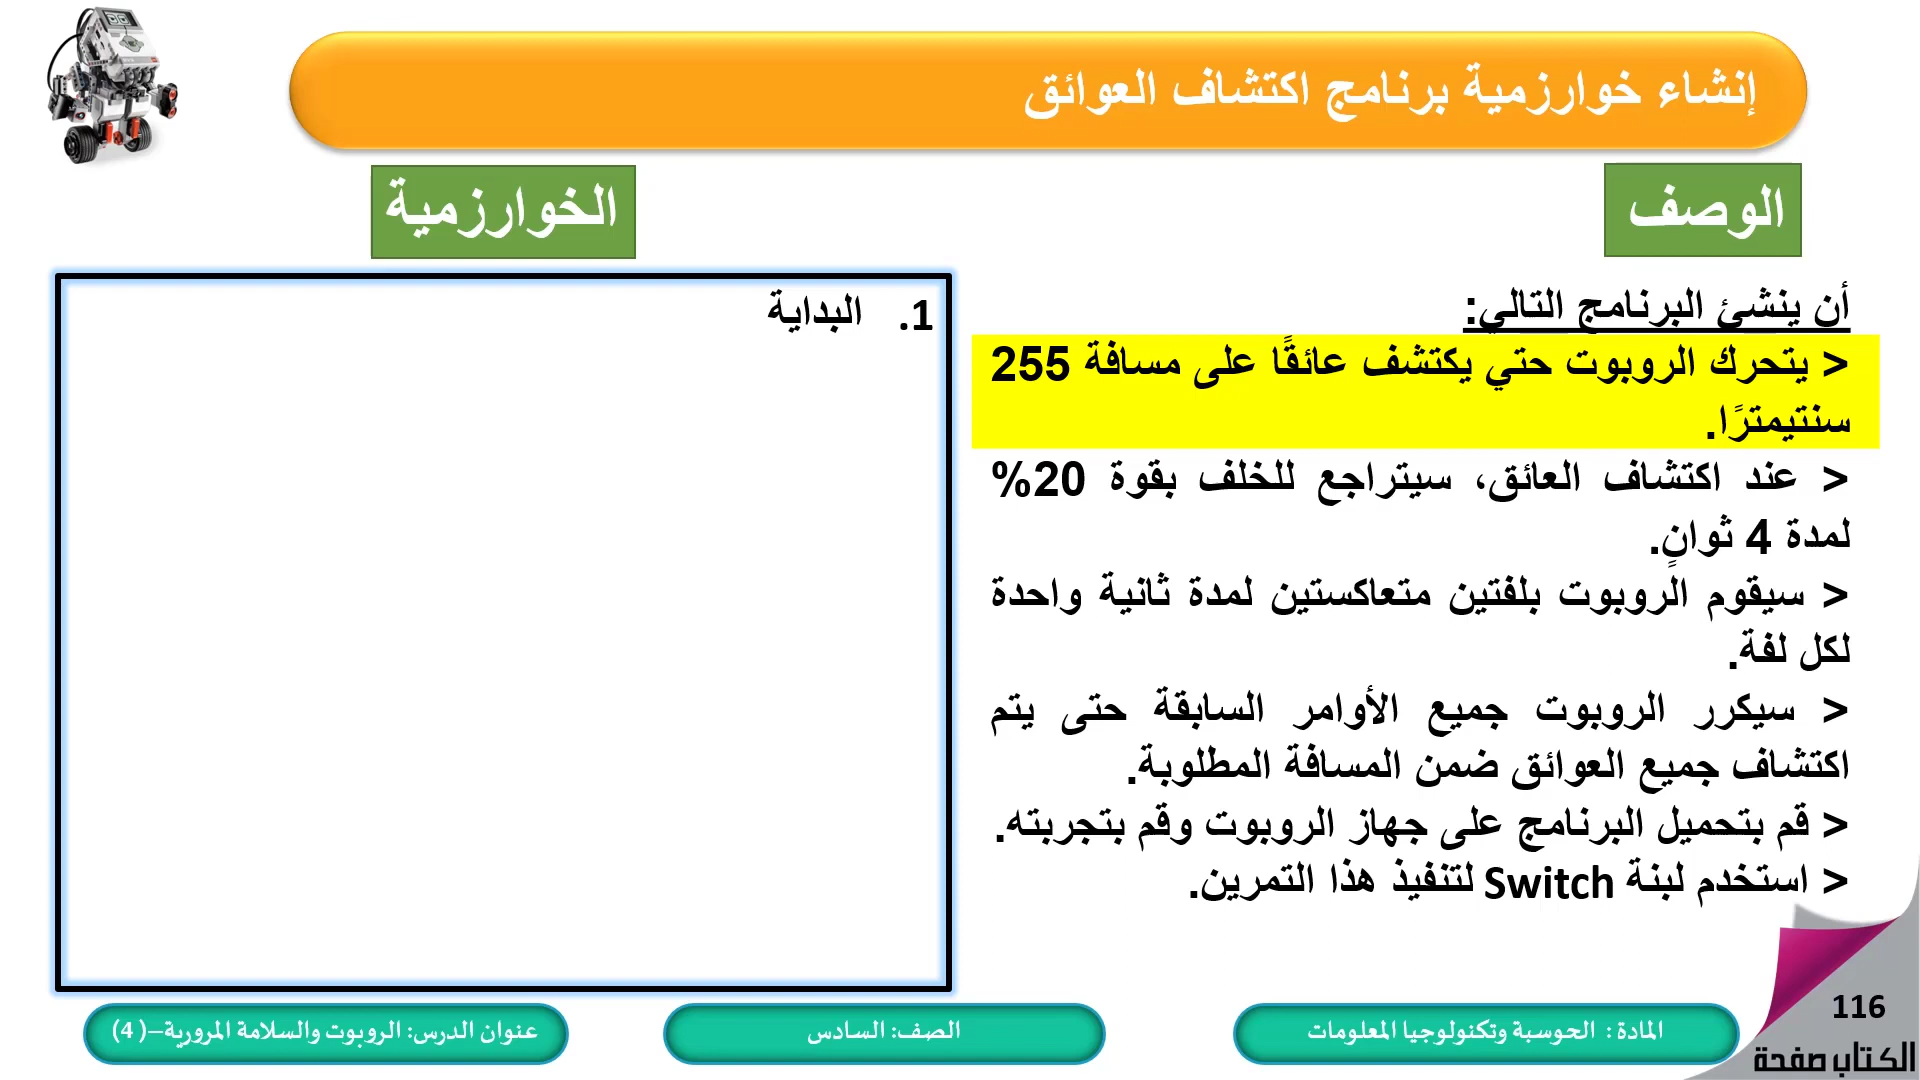 إنشاء خوارزمية برنامج اكتشاف العوائق
الوصف
الخوارزمية
أن ينشئ البرنامج التالي:
< يتحرك الروبوت حتي يكتشف عائقًا على مسافة 255
سنتيمترًا.
< عند اكتشاف العائق، سيتراجع للخلف بقوة 20%
لمدة 4 ثوانٍ.
< سيقوم الروبوت بلفتين متعاكستين لمدة ثانية واحدة
لكل لفة.
< سيكرر الروبوت جميع الأوامر السابقة حتى يتم
اكتشاف جميع العوائق ضمن المسافة المطلوبة.
< قم بتحميل البرنامج على جهاز الروبوت وقم بتجربته.
< استخدم لبنة Switch لتنفيذ هذا التمرين.
1. البداية
116
الكتاب صفحة
المادة : الحوسبة وتكنولوجيا المعلومات
الصف: السادس
عنوان الدرس: الروبوت والسلامة المرورية–( 4)